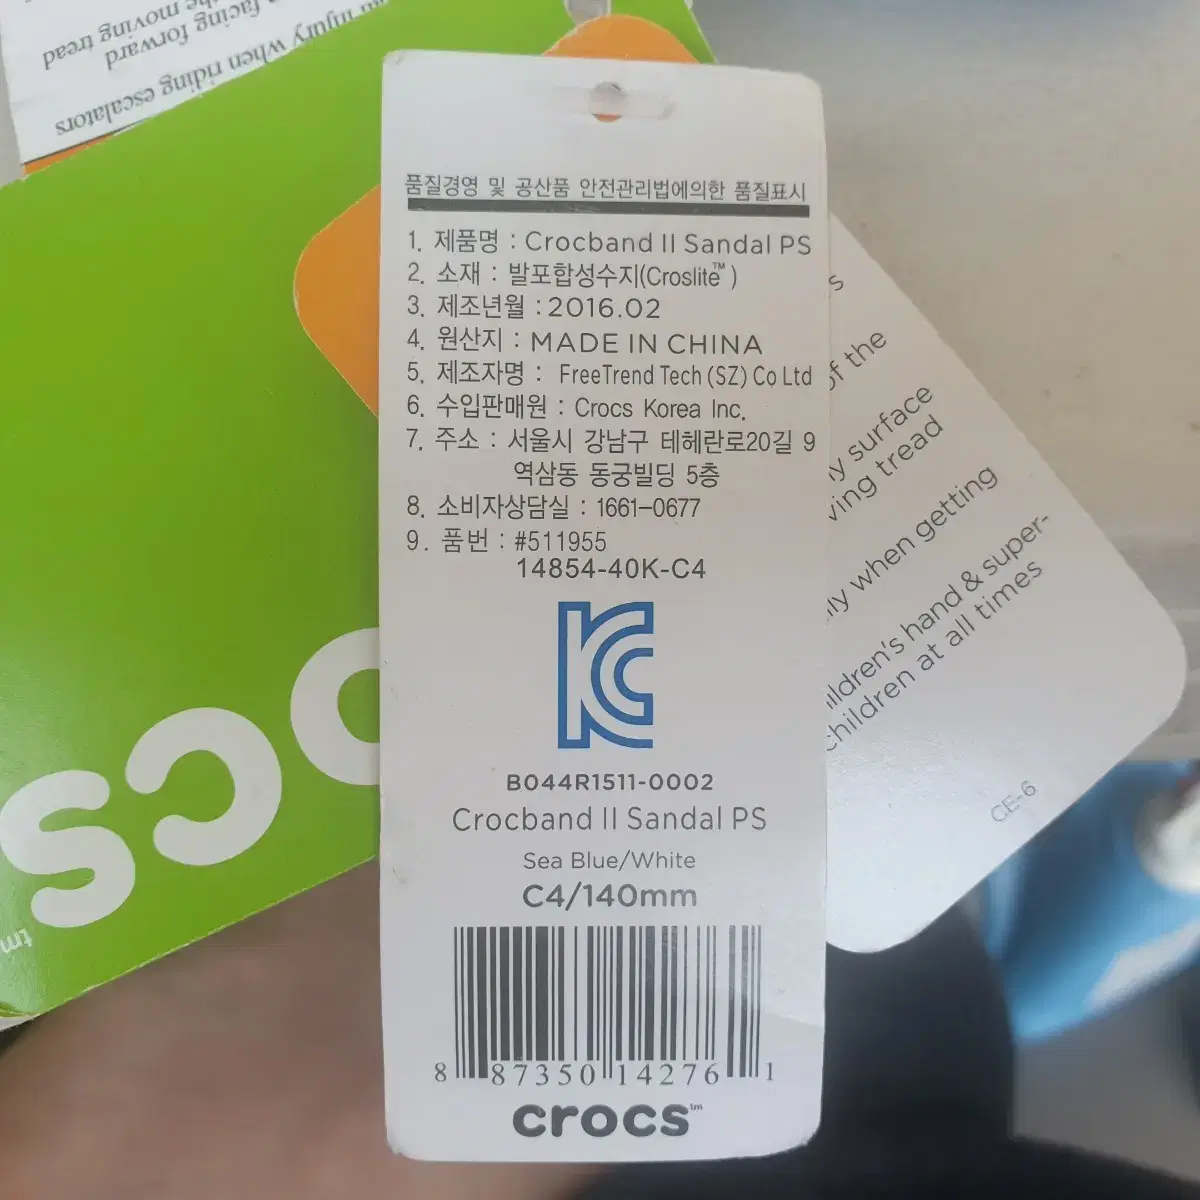 품질경영 및 공산품 안전관리법에의한 품질표시
1. 제품명 : Crocband II Sandal PS
2. 소재 : 발포합성수지(Croslite™)
3. 제조년월 : 2016.02
4. 원산지 : MADE IN CHINA
5. 제조자명 : FreeTrend Tech (SZ) Co Ltd
6. 수입판매원 : Crocs Korea Inc.
7. 주소 : 서울시 강남구 테헤란로20길 9
역삼동 동궁빌딩 5층
8. 소비자상담실 : 1661-0677
9. 품번 : #511955
14854-40K-C4
KC
B044R1511-0002
Crocband II Sandal PS
Sea Blue/White
C4/140mm
8 87350 14276 1
crocs™
injury when riding escalators
facing forward
the moving tread
ocs™
of the
surface
tread
when getting
hand & super-
children at all times
CE-6